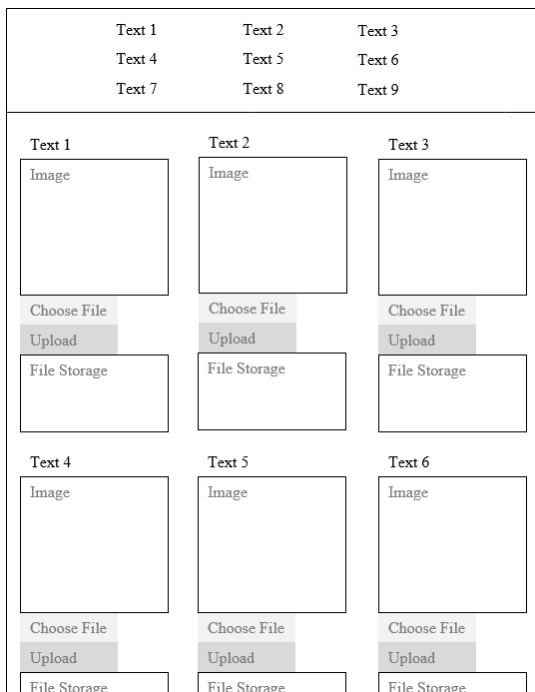 Text 1 Text 2 Text 3
Text 4 Text 5 Text 6
Text 7 Text 8 Text 9
Text 1 Text 2 Text 3
Image Image Image
Choose File Choose File Choose File
Upload Upload Upload
File Storage File Storage File Storage
Text 4 Text 5 Text 6
Image Image Image
Choose File Choose File Choose File
Upload Upload Upload
File Storage File Storage File Storage